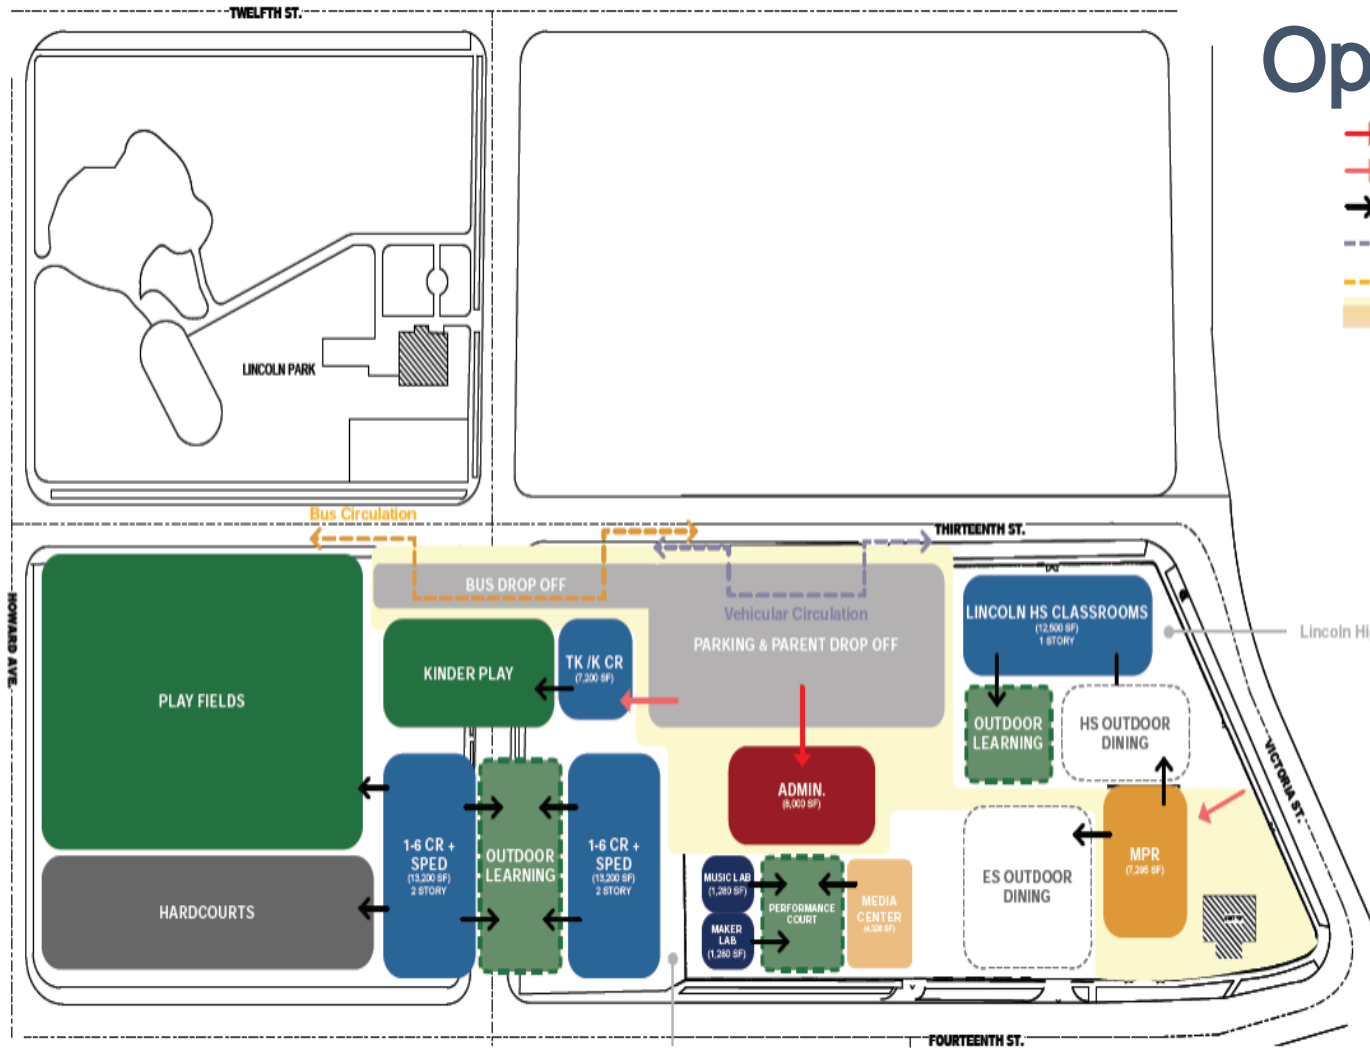 TWELFTH ST.
Op
LINCOLN PARK
Bus Circulation
THIRTEENTH ST.
HOWARD AVE.
BUS DROP OFF
Vehicular Circulation
PARKING & PARENT DROP OFF
LINCOLN HS CLASSROOMS
(12,500 SF)
1 STORY
Lincoln Hi
PLAY FIELDS
KINDER PLAY
TK /K CR
(7,200 SF)
OUTDOOR
LEARNING
HS OUTDOOR
DINING
VICTORIA ST.
ADMIN.
(8,000 SF)
1-6 CR +
SPED
(13,200 SF)
2 STORY
OUTDOOR
LEARNING
1-6 CR +
SPED
(13,200 SF)
2 STORY
MUSIC LAB
(1,280 SF)
MAKER
LAB
(1,280 SF)
PERFORMANCE
COURT
MEDIA
CENTER
ES OUTDOOR
DINING
MPR
(7,295 SF)
HARDCOURTS
FOURTEENTH ST.